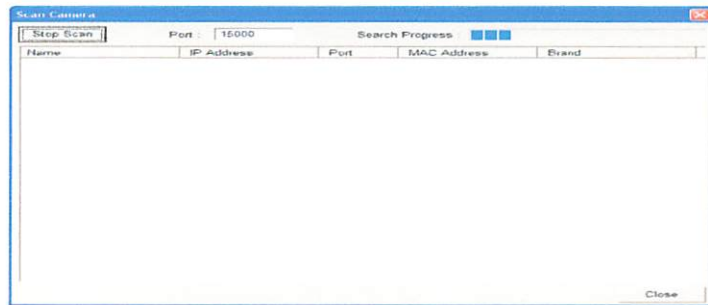 Scan Camera
Stop Scan Port : 15000 Search Progress
Name IP Address Port MAC Address Brand
Close